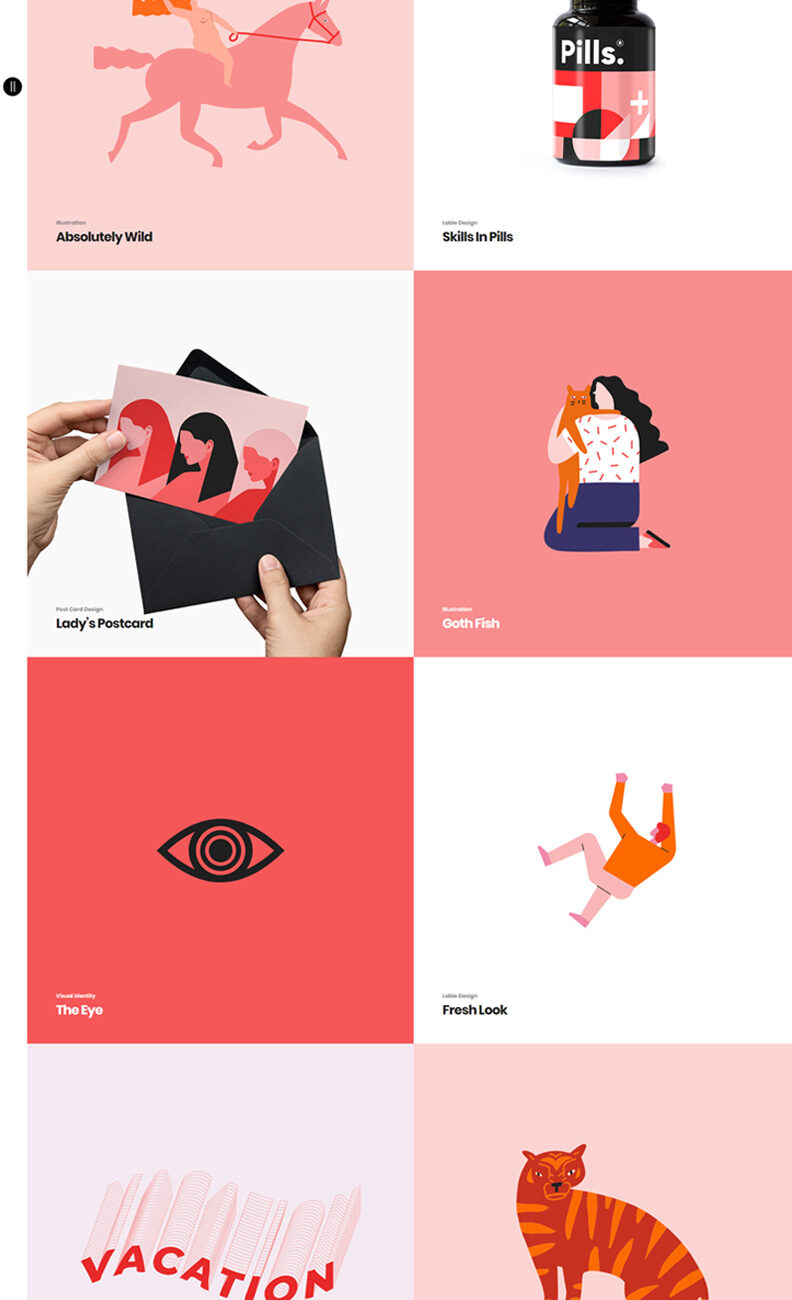 Pills.®
Illustration
Absolutely Wild
Lable Design
Skills In Pills
Post Card Design
Lady's Postcard
Illustration
Goth Fish
Visual Identity
The Eye
Lable Design
Fresh Look
VACATION